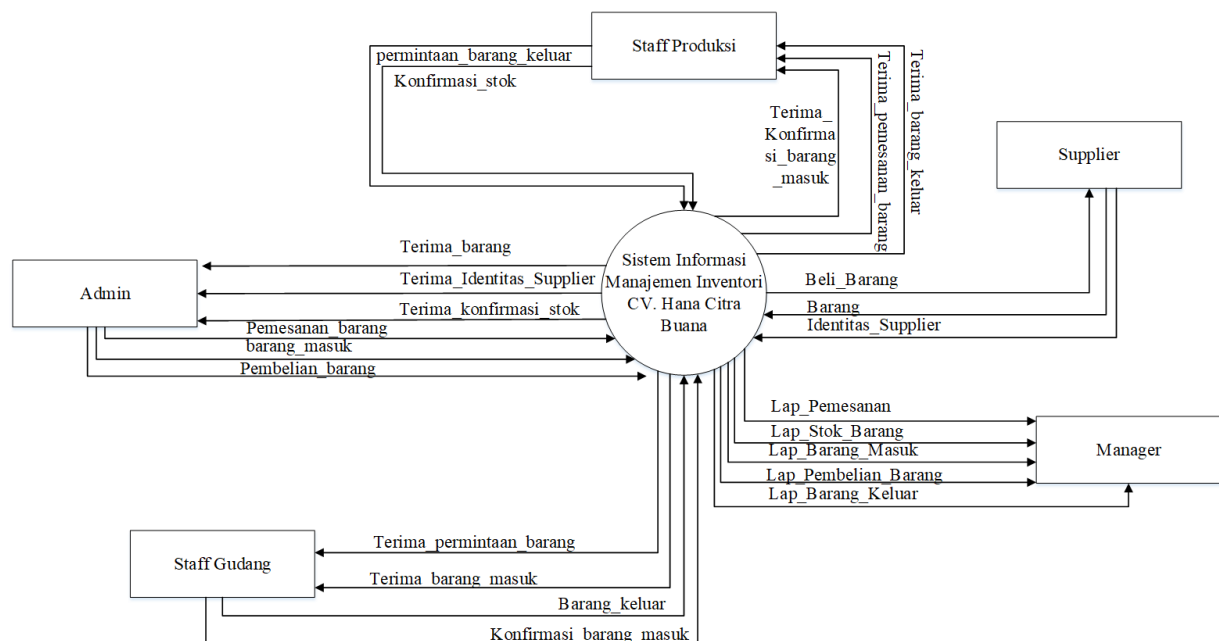 Staff Produksi
permintaan_barang_keluar
Konfirmasi_stok
Terima_
Konfirma
si_barang
_masuk
Terima_pemesanan_barang
Terima_barang_keluar
Supplier
Sistem Informasi
Manajemen Inventori
CV. Hana Citra
Buana
Admin
Terima_barang
Terima_Identitas_Supplier
Terima_konfirmasi_stok
Pemesanan_barang
barang_masuk
Pembelian_barang
Beli_Barang
Barang
Identitas_Supplier
Lap_Pemesanan
Lap_Stok_Barang
Lap_Barang_Masuk
Lap_Pembelian_Barang
Lap_Barang_Keluar
Manager
Staff Gudang
Terima_permintaan_barang
Terima_barang_masuk
Barang_keluar
Konfirmasi_barang_masuk